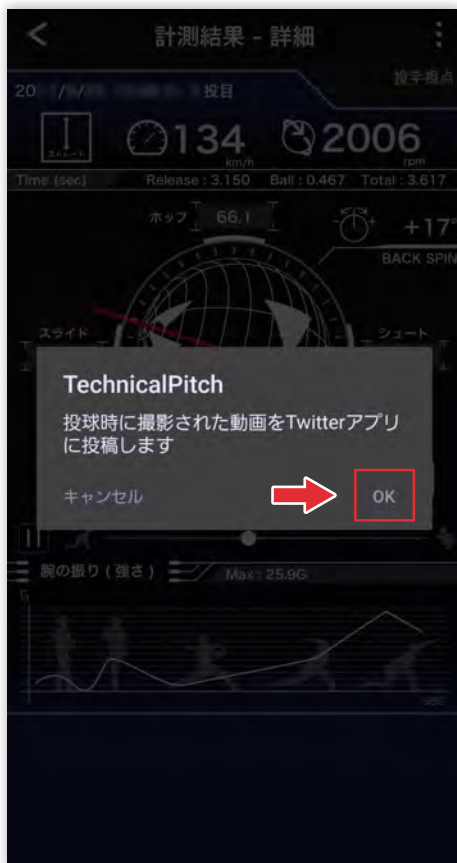 計測結果 - 詳細
投手視点
20 / / 投目
ストレート
134 km/h
2006 rpm
Time (sec) Release : 3.150 Ball : 0.467 Total : 3.617
ホップ 66.1
+17°
BACK SPIN
スライド
シュート
TechnicalPitch
投球時に撮影された動画をTwitterアプリ
に投稿します
キャンセル
OK
腕の振り ( 強さ )
Max : 25.9G
G
sec